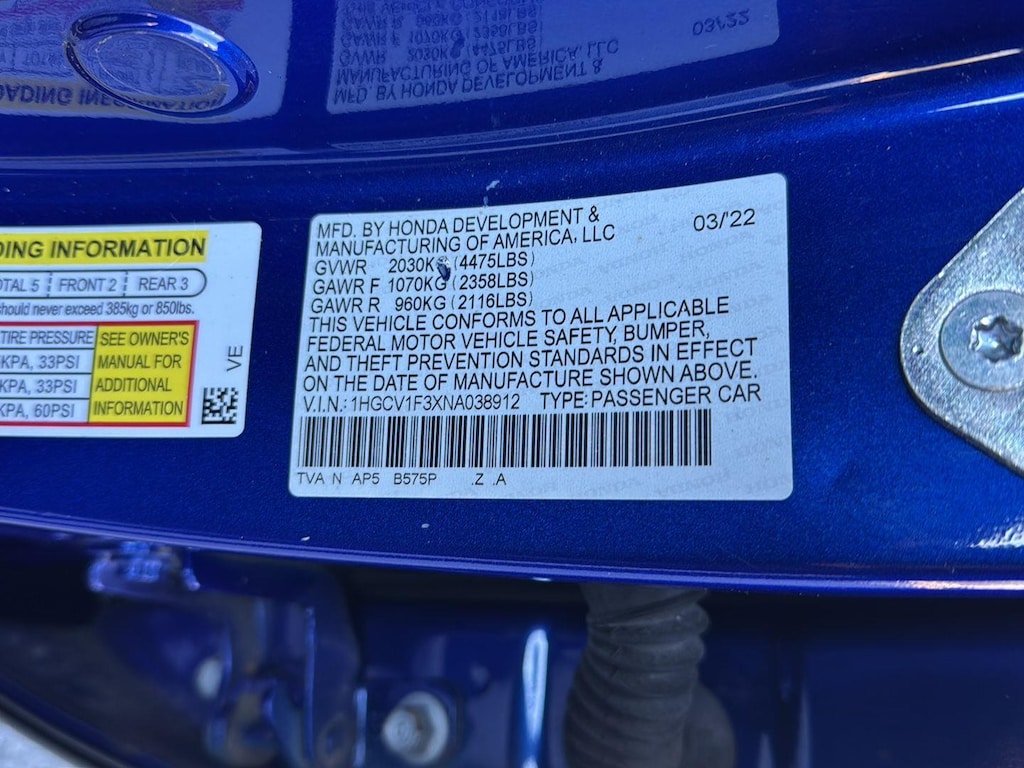 DING INFORMATION
OTAL 5 FRONT 2 REAR 3
should never exceed 385kg or 850lbs.
TIRE PRESSURE SEE OWNER'S
KPA, 33PSI MANUAL FOR
KPA, 33PSI ADDITIONAL
KPA, 60PSI INFORMATION
VE
MFD. BY HONDA DEVELOPMENT & 03/'22
MANUFACTURING OF AMERICA, LLC
GVWR 2030KG (4475LBS)
GAWR F 1070KG (2358LBS)
GAWR R 960KG (2116LBS)
THIS VEHICLE CONFORMS TO ALL APPLICABLE
FEDERAL MOTOR VEHICLE SAFETY, BUMPER,
AND THEFT PREVENTION STANDARDS IN EFFECT
ON THE DATE OF MANUFACTURE SHOWN ABOVE.
V.I.N.: 1HGCV1F3XNA038912 TYPE: PASSENGER CAR
TVA N AP5 B575P .Z .A